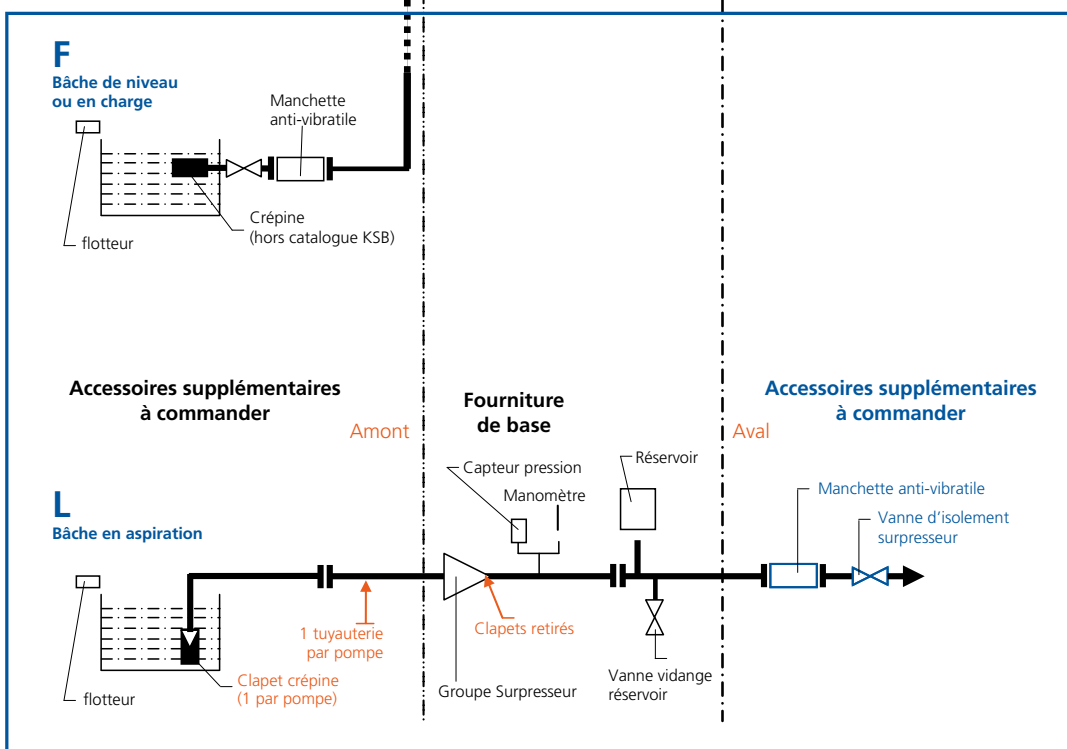 F
Bâche de niveau
ou en charge
Manchette
anti-vibratile
Crépine
(hors catalogue KSB)
flotteur
Accessoires supplémentaires
à commander
Amont
Fourniture
de base
Aval
Accessoires supplémentaires
à commander
L
Bâche en aspiration
Capteur pression
Manomètre
Réservoir
Manchette anti-vibratile
Vanne d'isolement
surpresseur
1 tuyauterie
par pompe
Clapets retirés
Clapet crépine
(1 par pompe)
flotteur
Groupe Surpresseur
Vanne vidange
réservoir